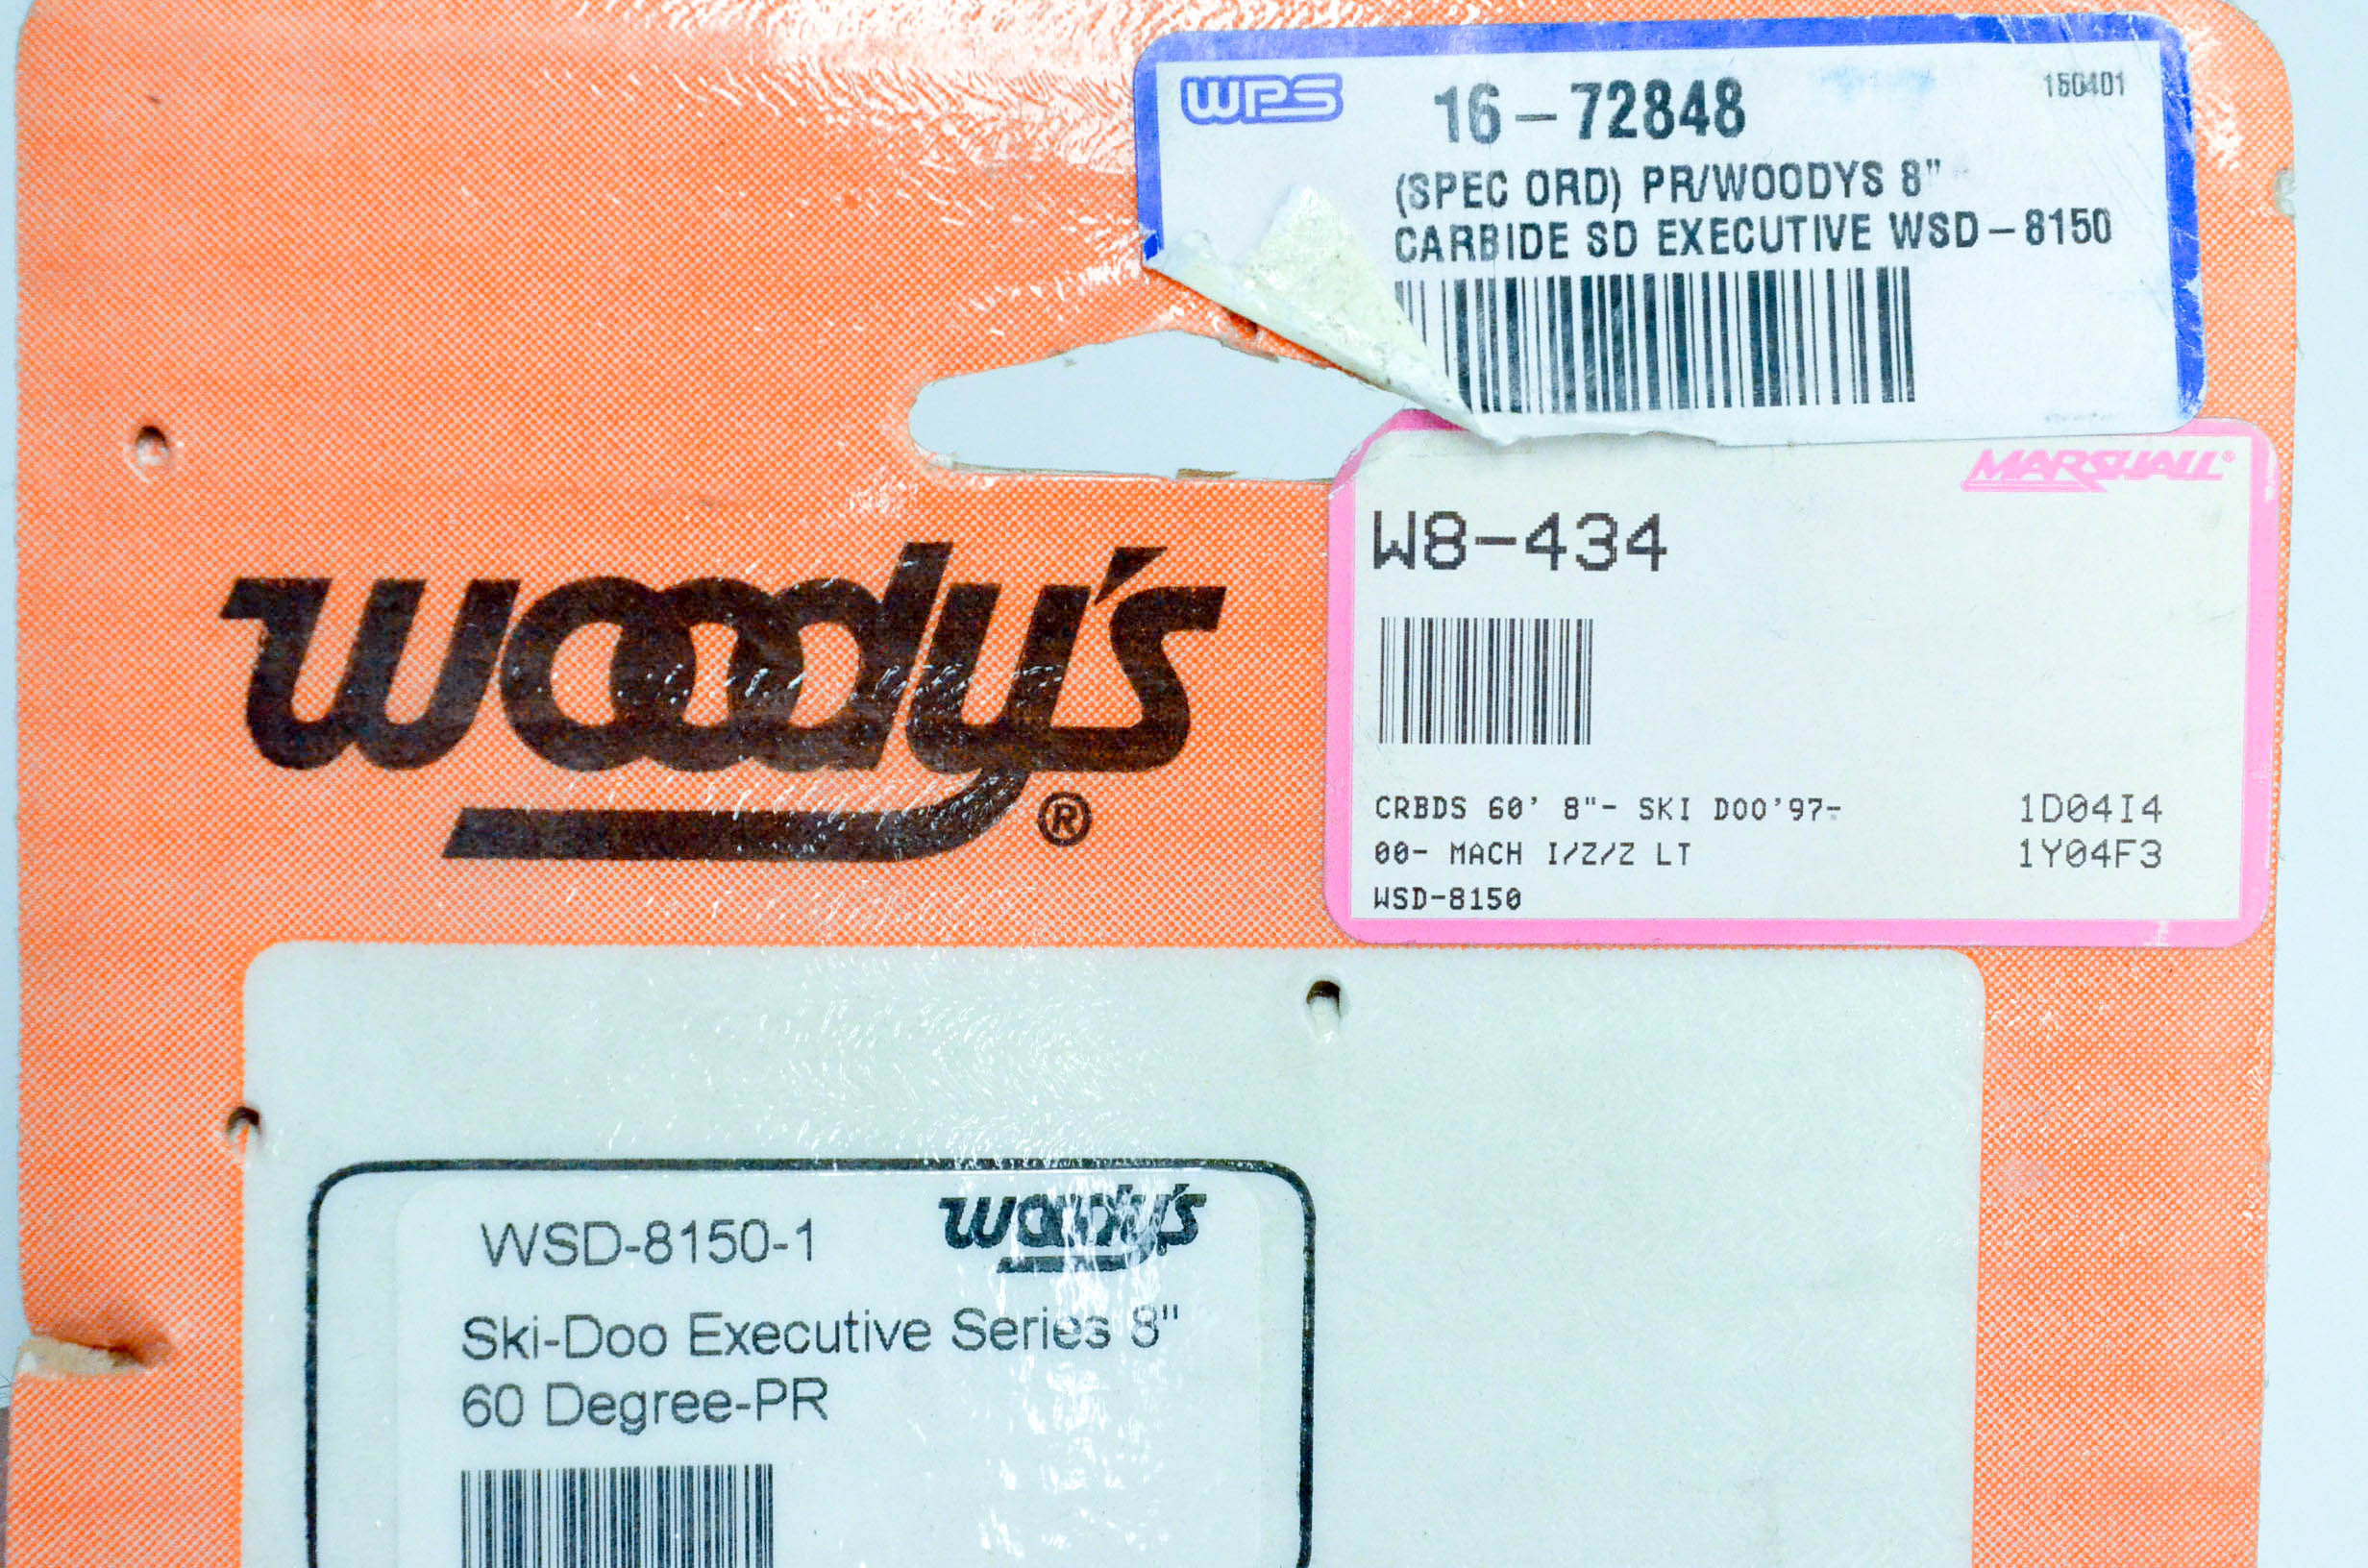 WPS
16-72848
150401
(SPEC ORD) PR/WOODYS 8"
CARBIDE SD EXECUTIVE WSD-8150
MARSHALL®
W8-434
CRBDS 60' 8"- SKI DOO'97-
00- MACH I/Z/Z LT
WSD-8150
1D04I4
1Y04F3
woody's®
WSD-8150-1
woody's
Ski-Doo Executive Series 8"
60 Degree-PR